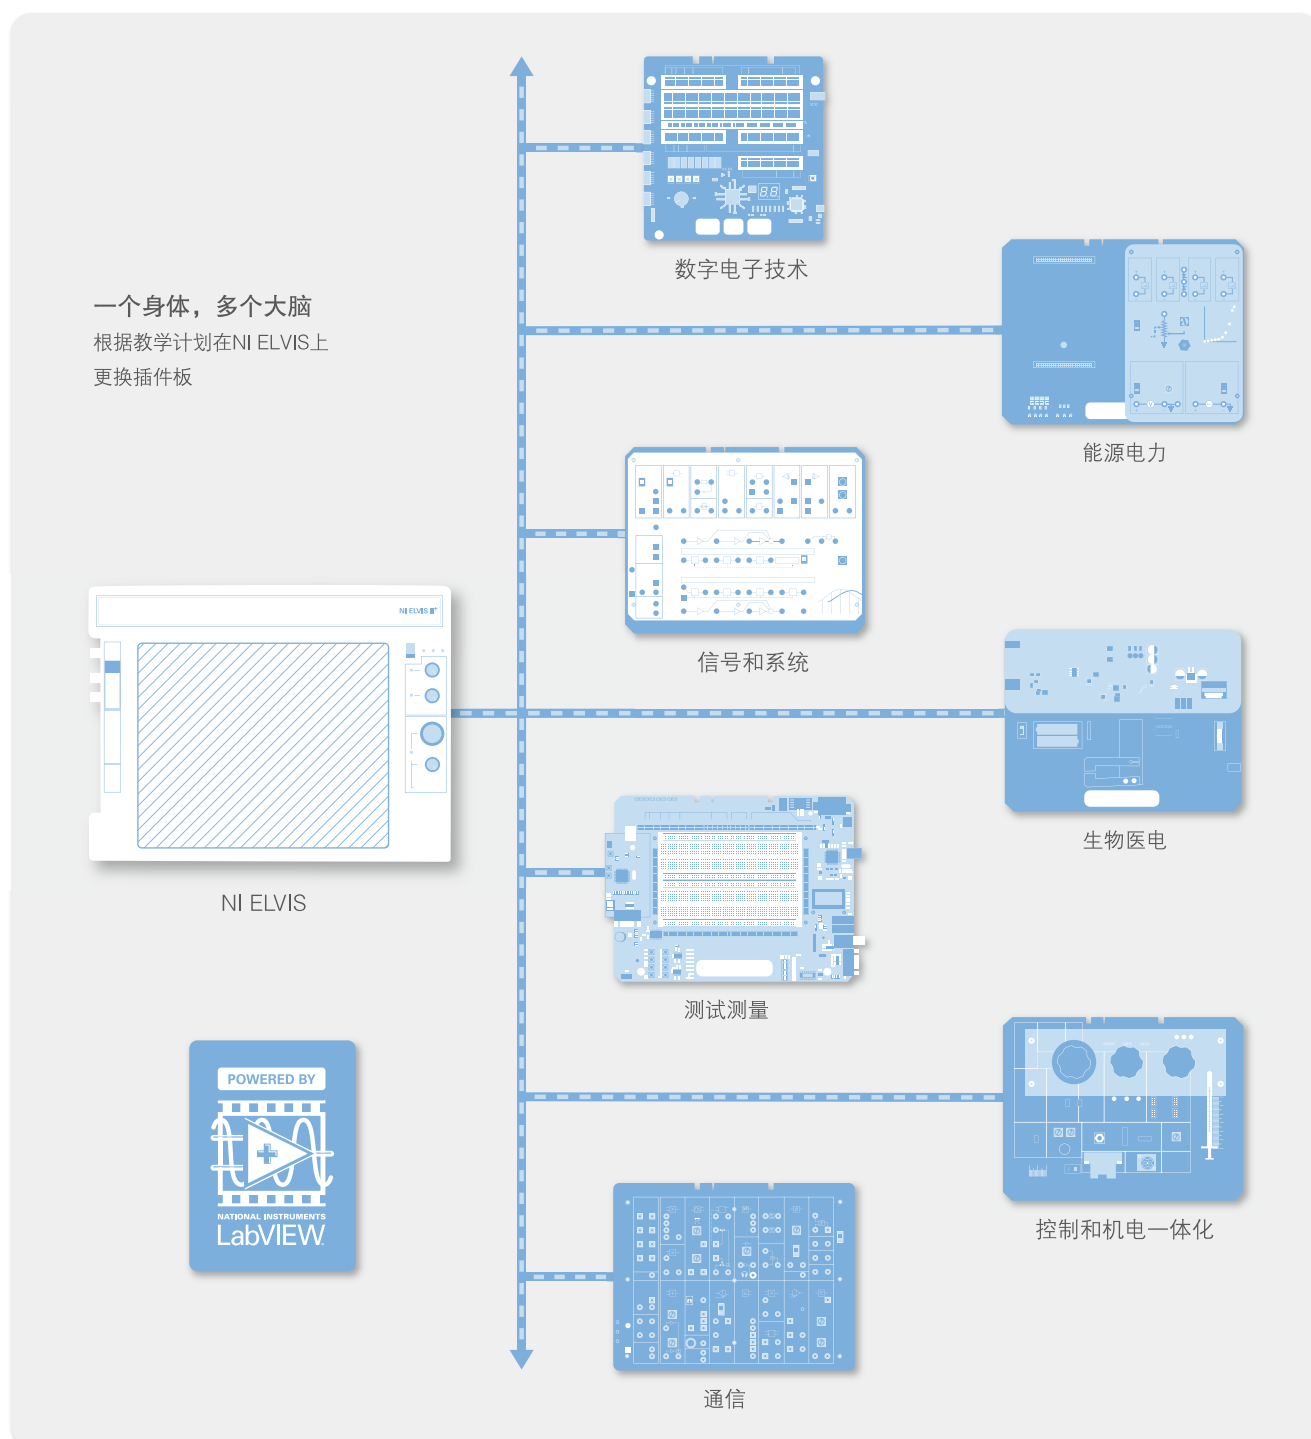 数字电子技术
一个身体，多个大脑
根据教学计划在NI ELVIS上
更换插件板
能源电力
信号和系统
NI ELVIS II+
生物医电
NI ELVIS
测试测量
POWERED BY
NATIONAL INSTRUMENTS
LabVIEW
控制和机电一体化
通信